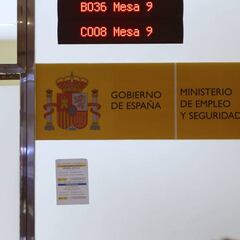 B036 Mesa 9
C008 Mesa 9
GOBIERNO
DE ESPAÑA
MINISTERIO
DE EMPLEO
Y SEGURIDAD